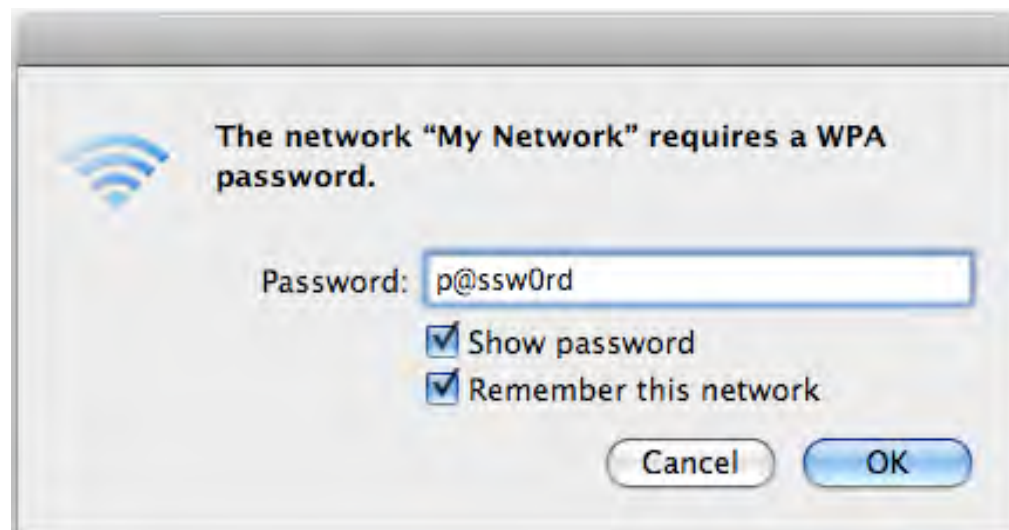 The network “My Network” requires a WPA
password.
Password: p@ssw0rd
Show password
Remember this network
Cancel OK